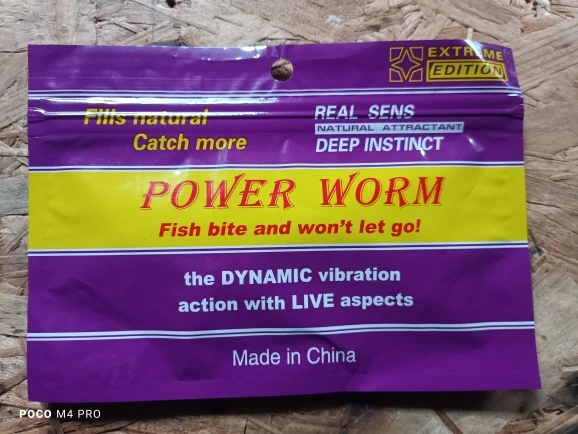 EXTREME
EDITION
Fills natural
Catch more
REAL SENS
NATURAL ATTRACTANT
DEEP INSTINCT
POWER WORM
Fish bite and won't let go!
the DYNAMIC vibration
action with LIVE aspects
Made in China
POCO M4 PRO